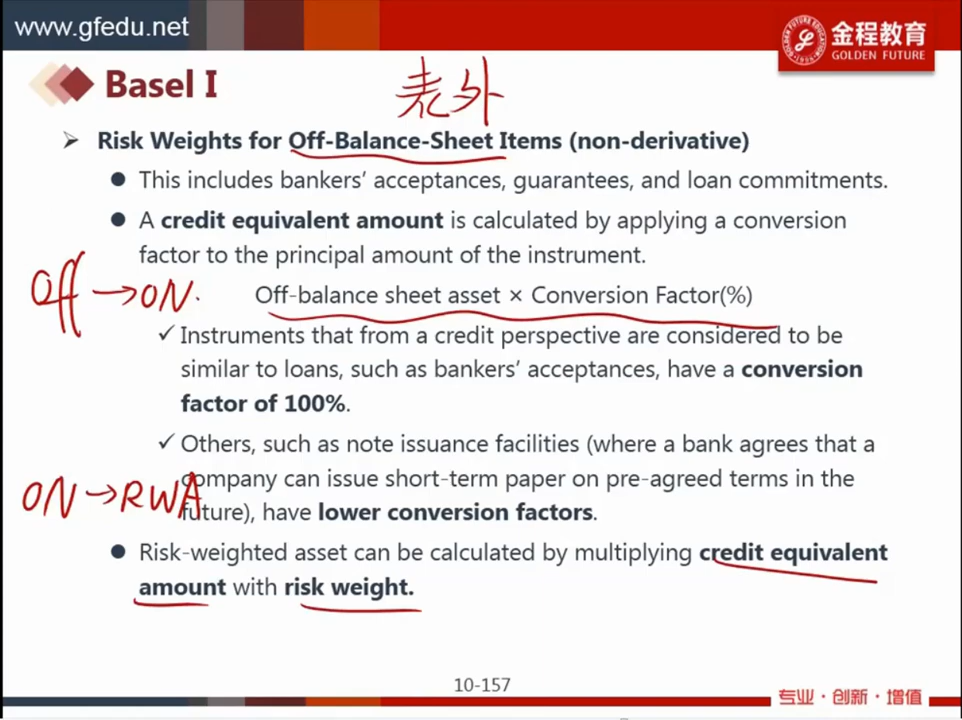 www.gfedu.net
金程教育
GOLDEN FUTURE
Basel I
表外
Risk Weights for Off-Balance-Sheet Items (non-derivative)
This includes bankers’ acceptances, guarantees, and loan commitments.
A credit equivalent amount is calculated by applying a conversion
factor to the principal amount of the instrument.
Off → ON
Off-balance sheet asset × Conversion Factor(%)
✓ Instruments that from a credit perspective are considered to be
similar to loans, such as bankers’ acceptances, have a conversion
factor of 100%.
✓ Others, such as note issuance facilities (where a bank agrees that a
company can issue short-term paper on pre-agreed terms in the
ON → RWA
future), have lower conversion factors.
Risk-weighted asset can be calculated by multiplying credit equivalent
amount with risk weight.
10-157
专业·创新·增值